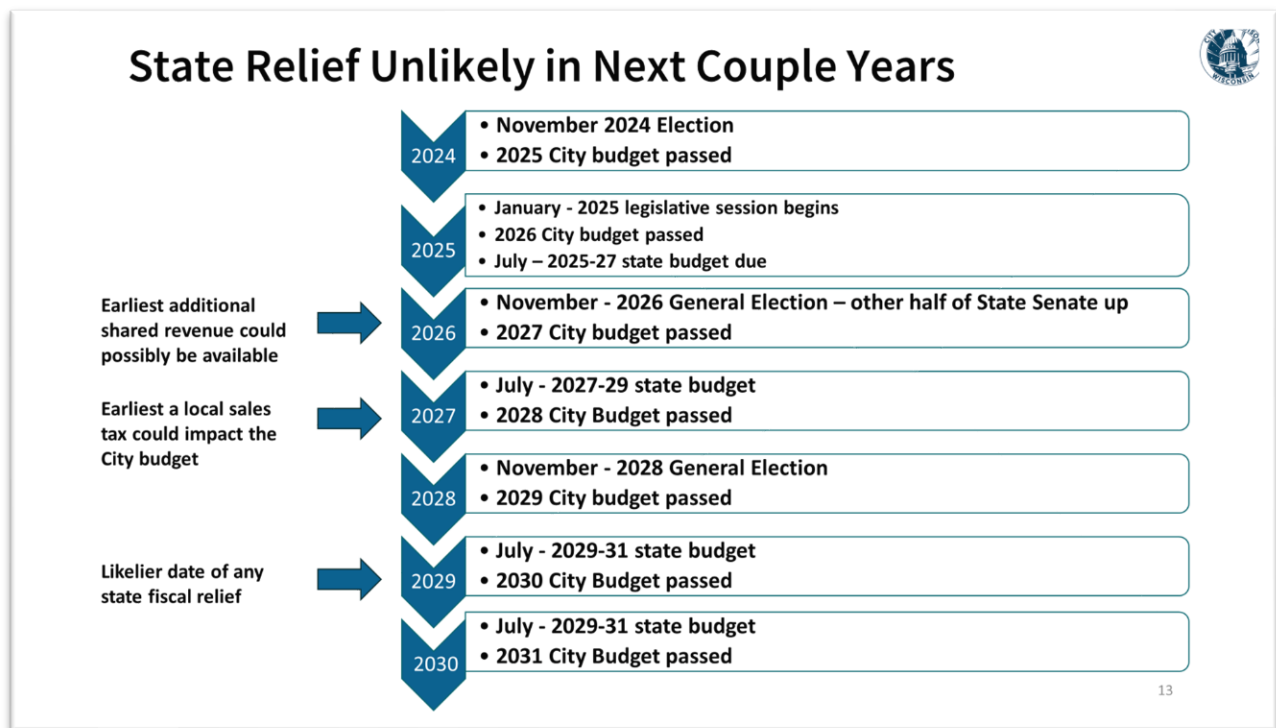 State Relief Unlikely in Next Couple Years
CITY
WISCONSIN
2024
• November 2024 Election
• 2025 City budget passed
2025
• January - 2025 legislative session begins
• 2026 City budget passed
• July – 2025-27 state budget due
Earliest additional
shared revenue could
possibly be available
2026
• November - 2026 General Election – other half of State Senate up
• 2027 City budget passed
Earliest a local sales
tax could impact the
City budget
2027
• July - 2027-29 state budget
• 2028 City Budget passed
2028
• November - 2028 General Election
• 2029 City budget passed
Likelier date of any
state fiscal relief
2029
• July - 2029-31 state budget
• 2030 City Budget passed
2030
• July - 2029-31 state budget
• 2031 City Budget passed
13